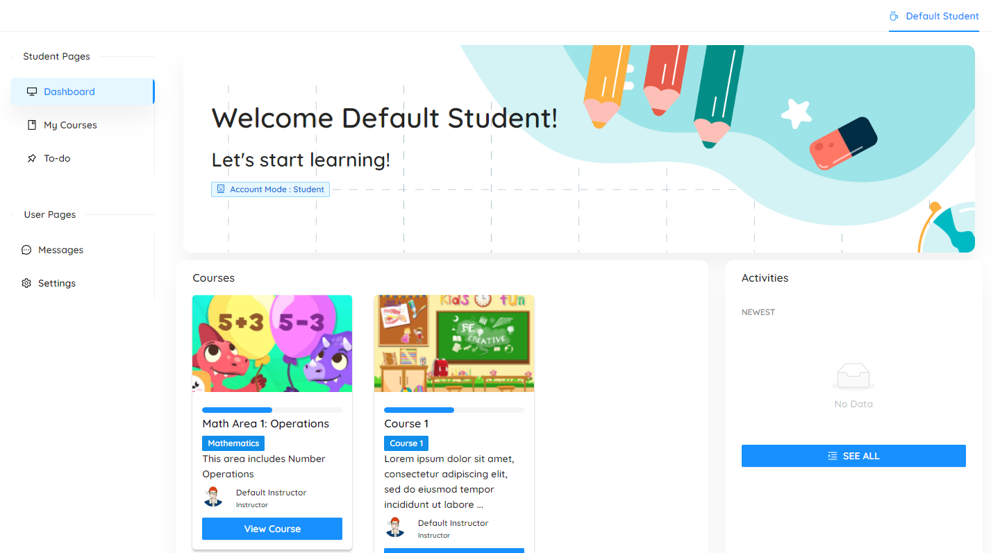 Default Student
Student Pages
Dashboard
My Courses
To-do
User Pages
Messages
Settings
Welcome Default Student!
Let's start learning!
Account Mode : Student
Courses
5+3 5-3
Math Area 1: Operations
Mathematics
This area includes Number
Operations
Default Instructor
Instructor
View Course
KiDS fUn
BE
CREATIVE
Course 1
Course 1
Lorem ipsum dolor sit amet,
consectetur adipiscing elit,
sed do eiusmod tempor
incididunt ut labore ...
Default Instructor
Instructor
Activities
NEWEST
No Data
SEE ALL